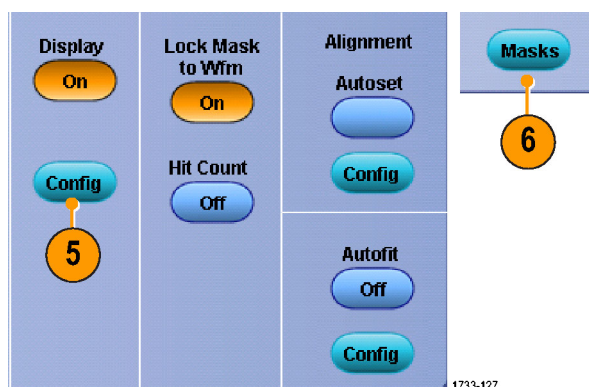 Display
On
Config
5
Lock Mask
to Wfm
On
Hit Count
Off
Alignment
Autoset
Config
Autofit
Off
Config
Masks
6
1733-127